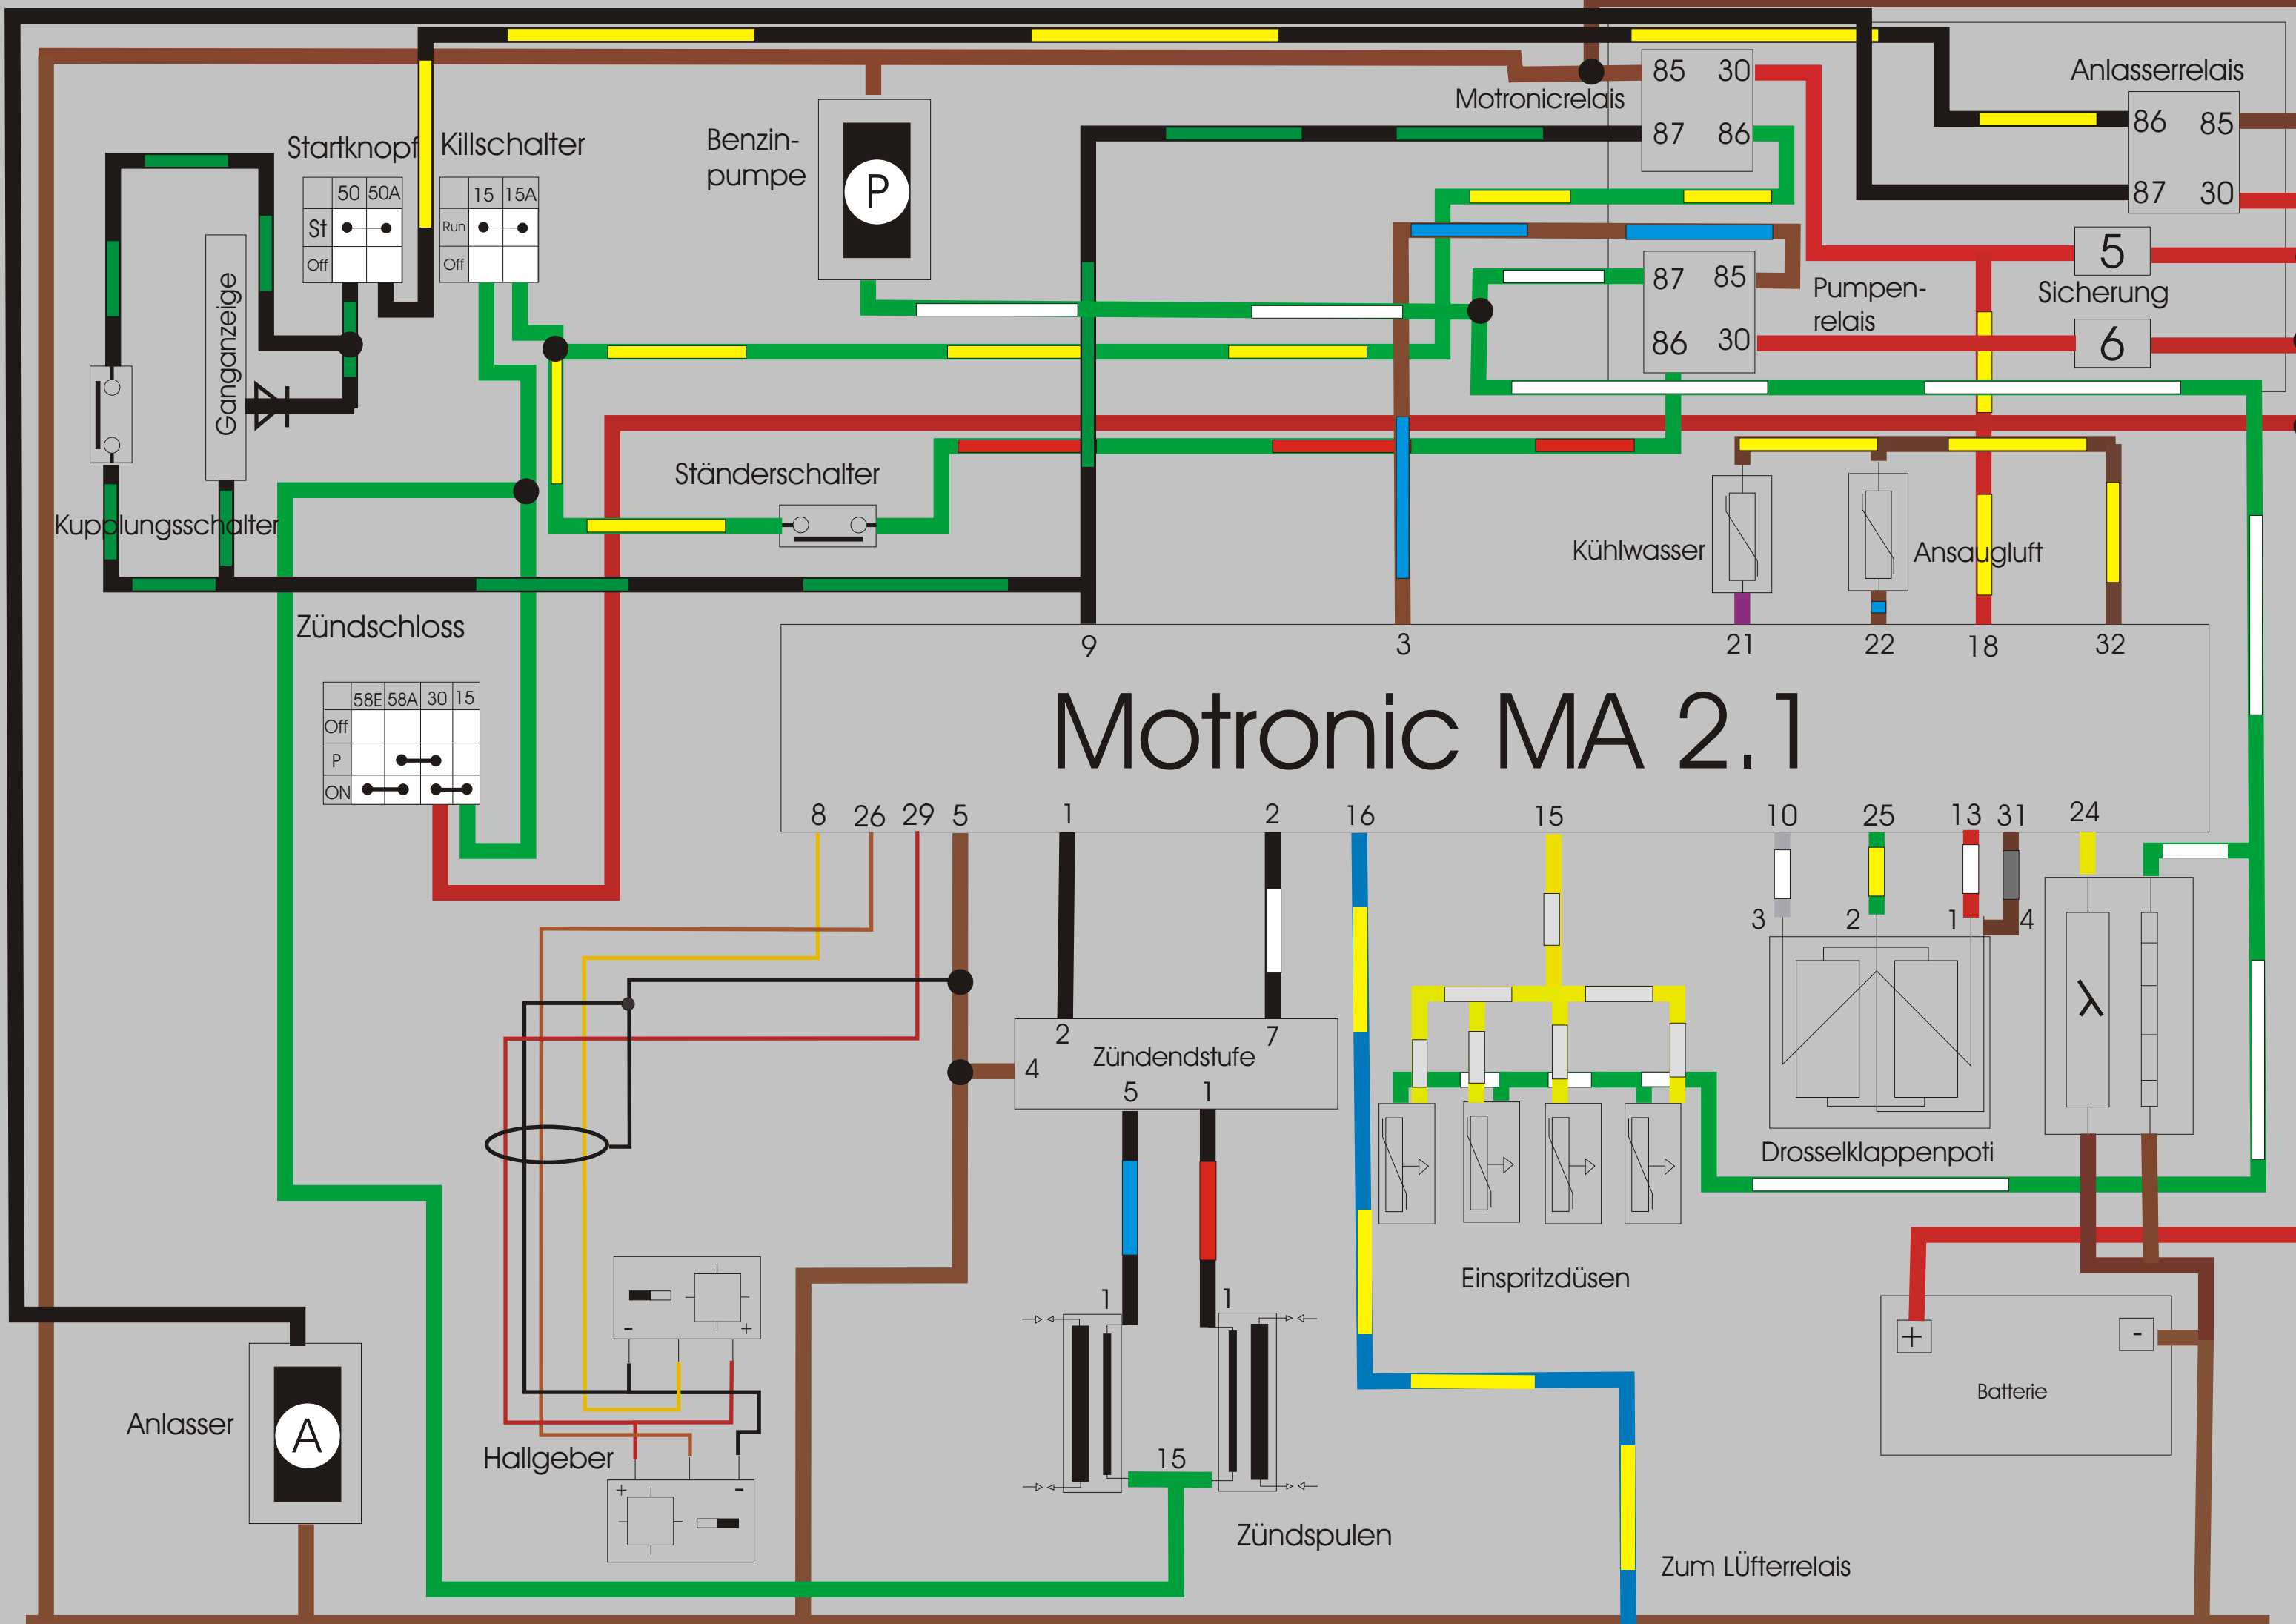 85 30
Motronicrelais
87 86
Anlasserrelais
86 85
87 30
Startknopf
Killschalter
Benzin-
pumpe
P
50 50A
St
Off
15 15A
Run
Off
Ganganzeige
87 85
86 30
Pumpen-
relais
5
Sicherung
6
Ständerschalter
Kupplungsschalter
Kühlwasser
Ansaugluft
Zündschloss
9 3 21 22 18 32
58E 58A 30 15
Off
P
ON
Motronic MA 2.1
8 26 29 5 1 2 16 15 10 25 13 31 24
3 2 1 4
λ
2 7
Zündendstufe
4
5 1
Drosselklappenpoti
Einspritzdüsen
- +
1 1
+ -
Batterie
Anlasser
A
Hallgeber
+ -
15
Zündspulen
Zum LÜfterrelais